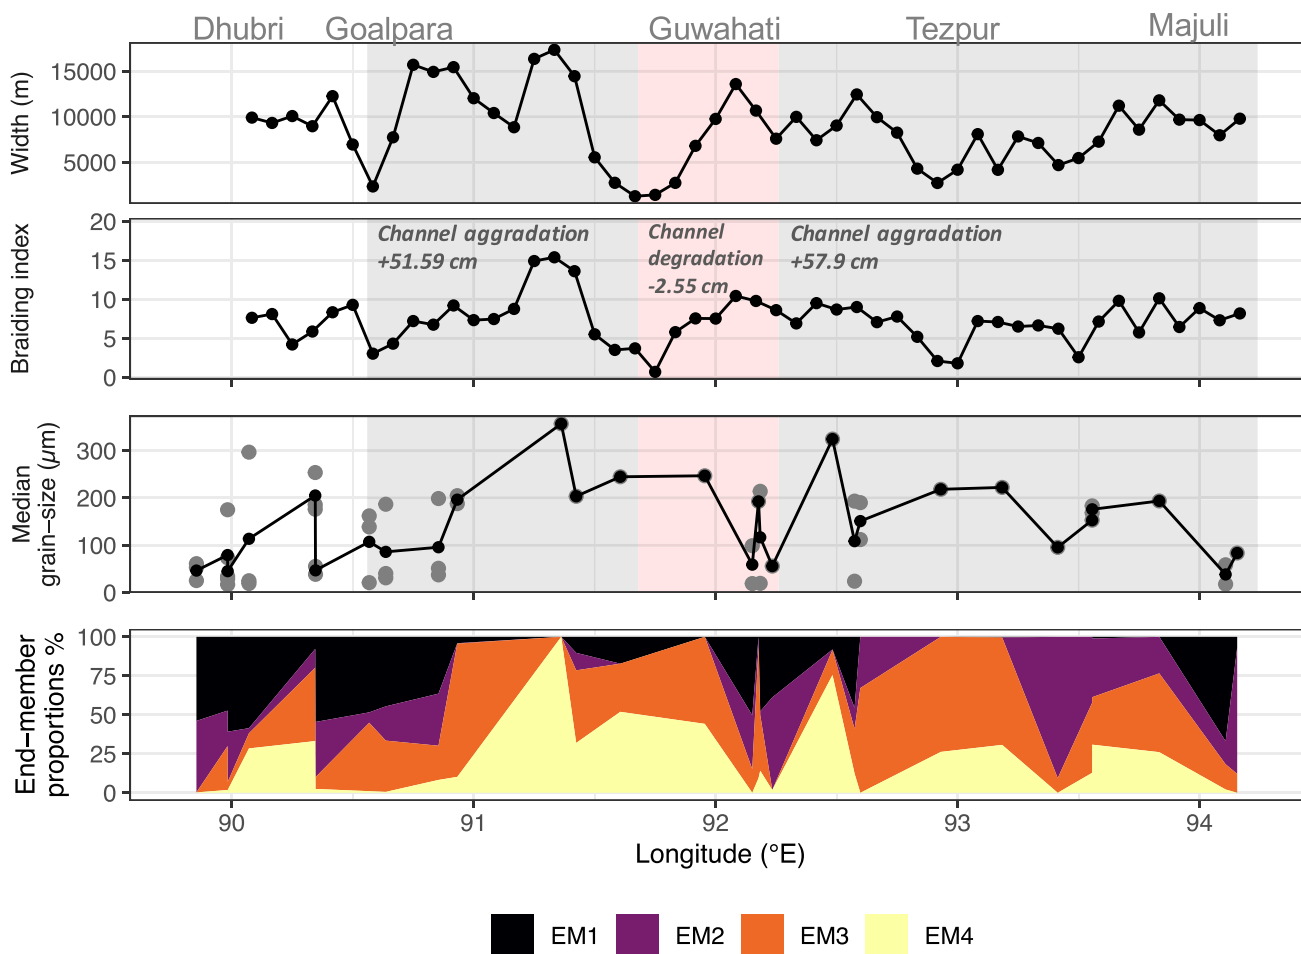 Dhubri Goalpara Guwahati Tezpur Majuli
Width (m)
15000
10000
5000
Braiding index
20
15
10
5
0
Channel aggradation
+51.59 cm
Channel
degradation
-2.55 cm
Channel aggradation
+57.9 cm
Median
grain−size (μm)
300
200
100
0
End−member
proportions %
100
75
50
25
0
90 91 92 93 94
Longitude (°E)
EM1 EM2 EM3 EM4